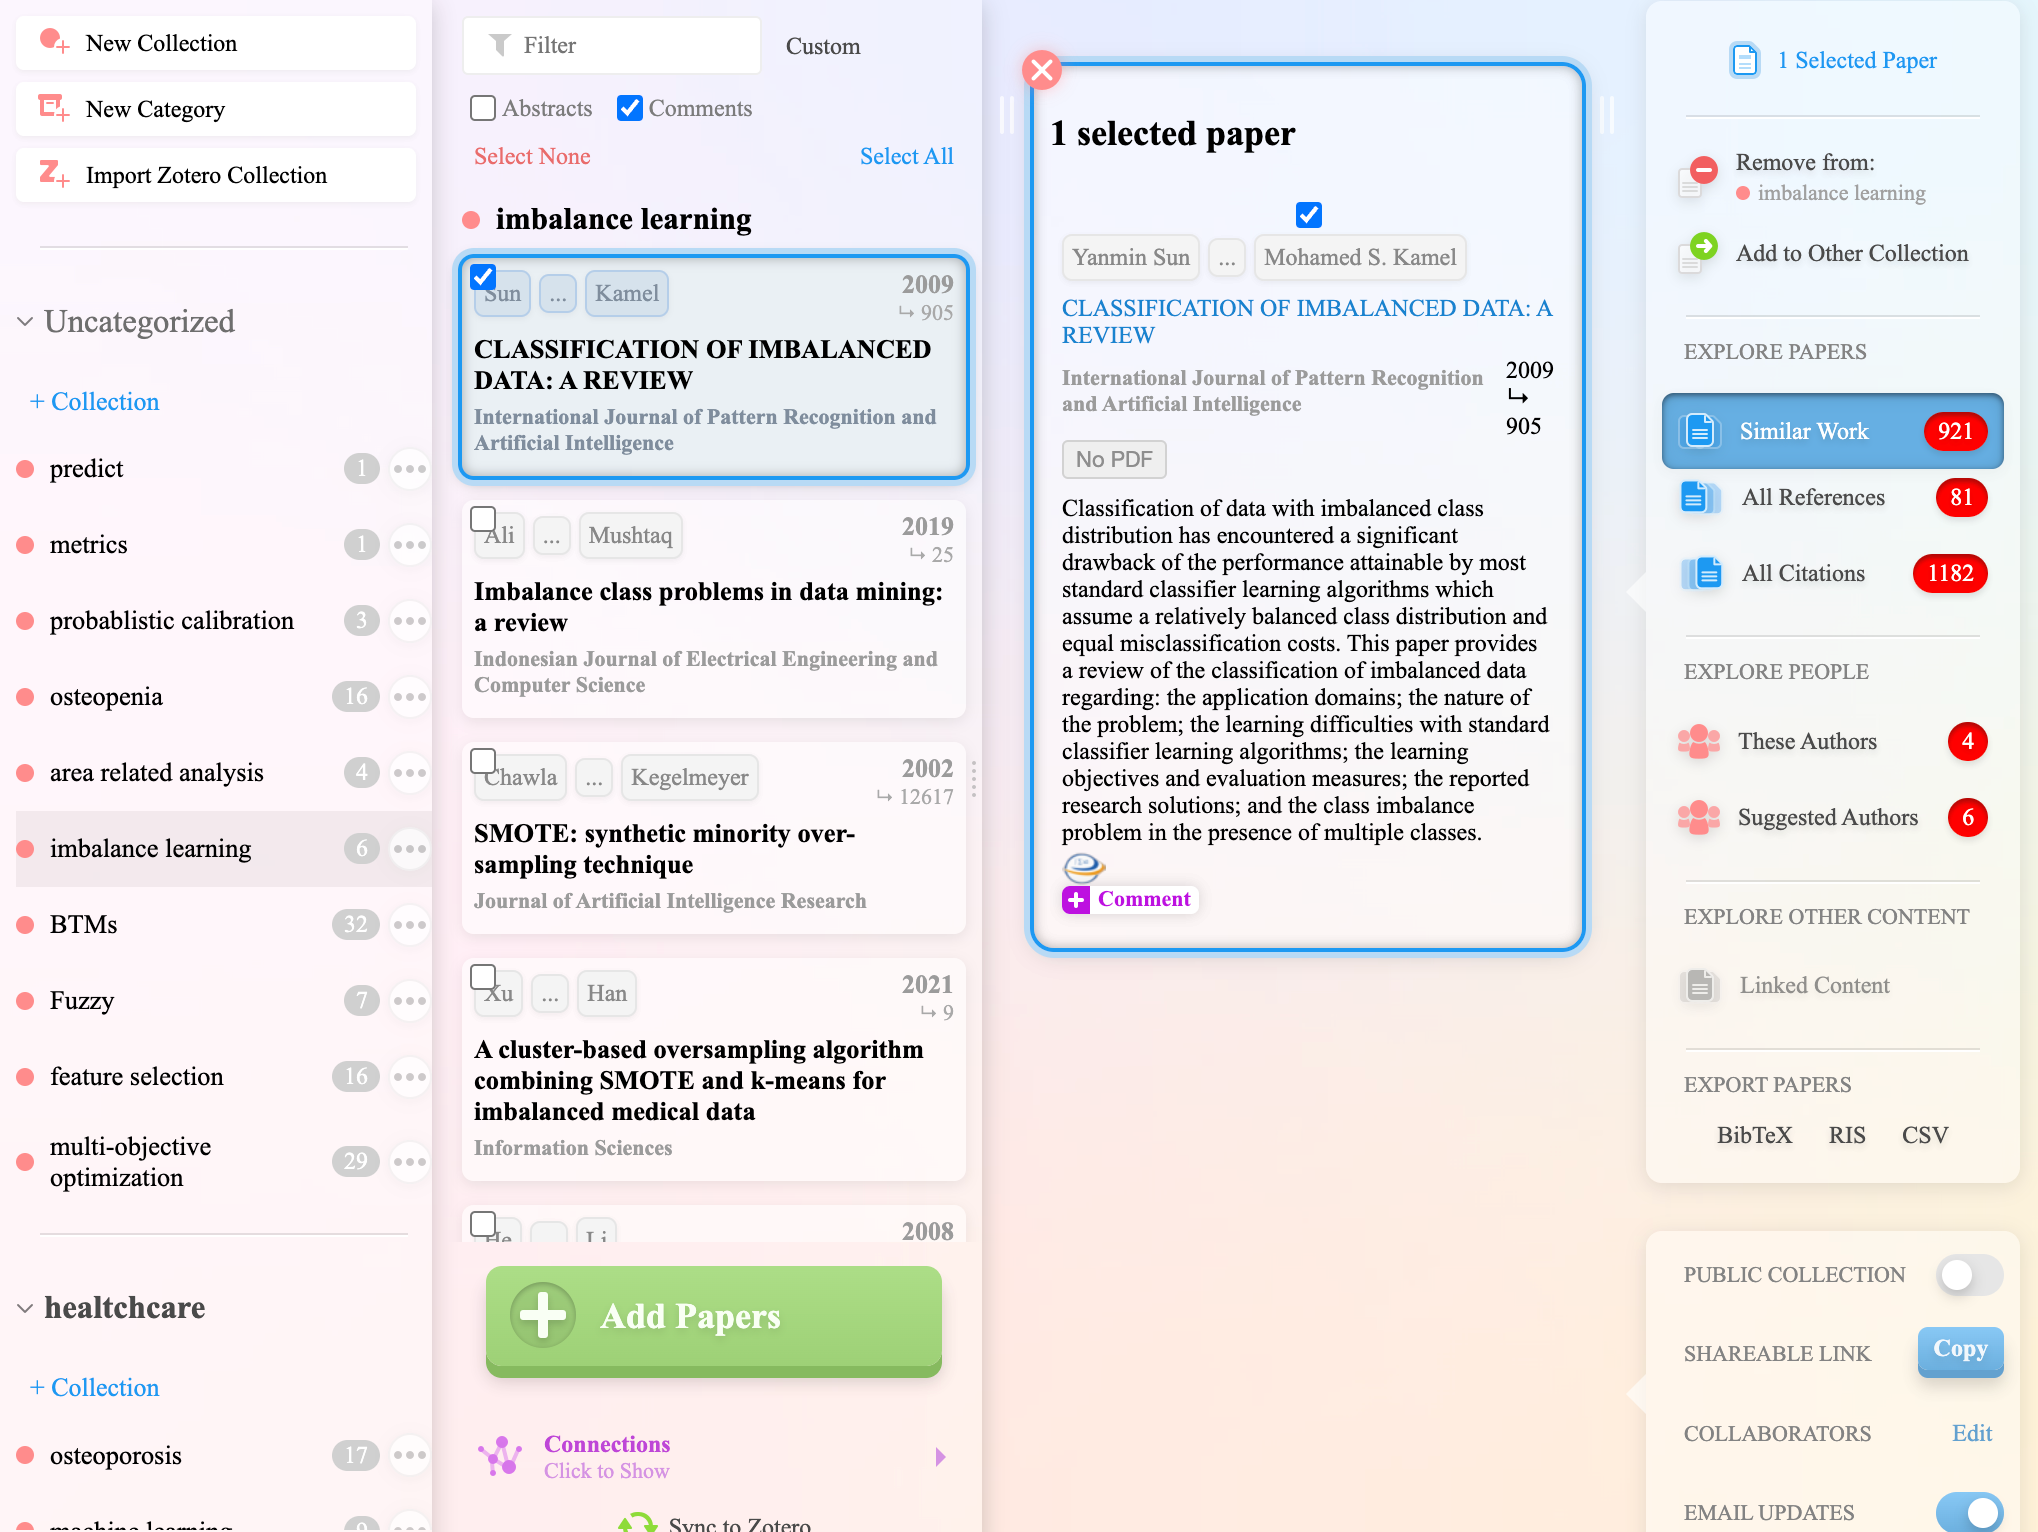 New Collection
New Category
Import Zotero Collection
Uncategorized
+ Collection
predict 1
metrics 1
probablistic calibration 3
osteopenia 16
area related analysis 4
imbalance learning 6
BTMs 32
Fuzzy 7
feature selection 16
multi-objective
optimization 29
healtchcare
+ Collection
osteoporosis 17
machine learning
Filter
Custom
Abstracts Comments
Select None Select All
imbalance learning
Sun ... Kamel 2009
905
CLASSIFICATION OF IMBALANCED
DATA: A REVIEW
International Journal of Pattern Recognition and
Artificial Intelligence
Ali ... Mushtaq 2019
25
Imbalance class problems in data mining:
a review
Indonesian Journal of Electrical Engineering and
Computer Science
Chawla ... Kegelmeyer 2002
12617
SMOTE: synthetic minority over-
sampling technique
Journal of Artificial Intelligence Research
Xu ... Han 2021
9
A cluster-based oversampling algorithm
combining SMOTE and k-means for
imbalanced medical data
Information Sciences
He ... Li 2008
Add Papers
Connections
Click to Show
Sync to Zotero
1 selected paper
Yanmin Sun ... Mohamed S. Kamel
CLASSIFICATION OF IMBALANCED DATA: A
REVIEW
International Journal of Pattern Recognition
and Artificial Intelligence
2009
905
No PDF
Classification of data with imbalanced class
distribution has encountered a significant
drawback of the performance attainable by most
standard classifier learning algorithms which
assume a relatively balanced class distribution and
equal misclassification costs. This paper provides
a review of the classification of imbalanced data
regarding: the application domains; the nature of
the problem; the learning difficulties with standard
classifier learning algorithms; the learning
objectives and evaluation measures; the reported
research solutions; and the class imbalance
problem in the presence of multiple classes.
Comment
1 Selected Paper
Remove from:
imbalance learning
Add to Other Collection
EXPLORE PAPERS
Similar Work 921
All References 81
All Citations 1182
EXPLORE PEOPLE
These Authors 4
Suggested Authors 6
EXPLORE OTHER CONTENT
Linked Content
EXPORT PAPERS
BibTeX RIS CSV
PUBLIC COLLECTION
SHAREABLE LINK Copy
COLLABORATORS Edit
EMAIL UPDATES